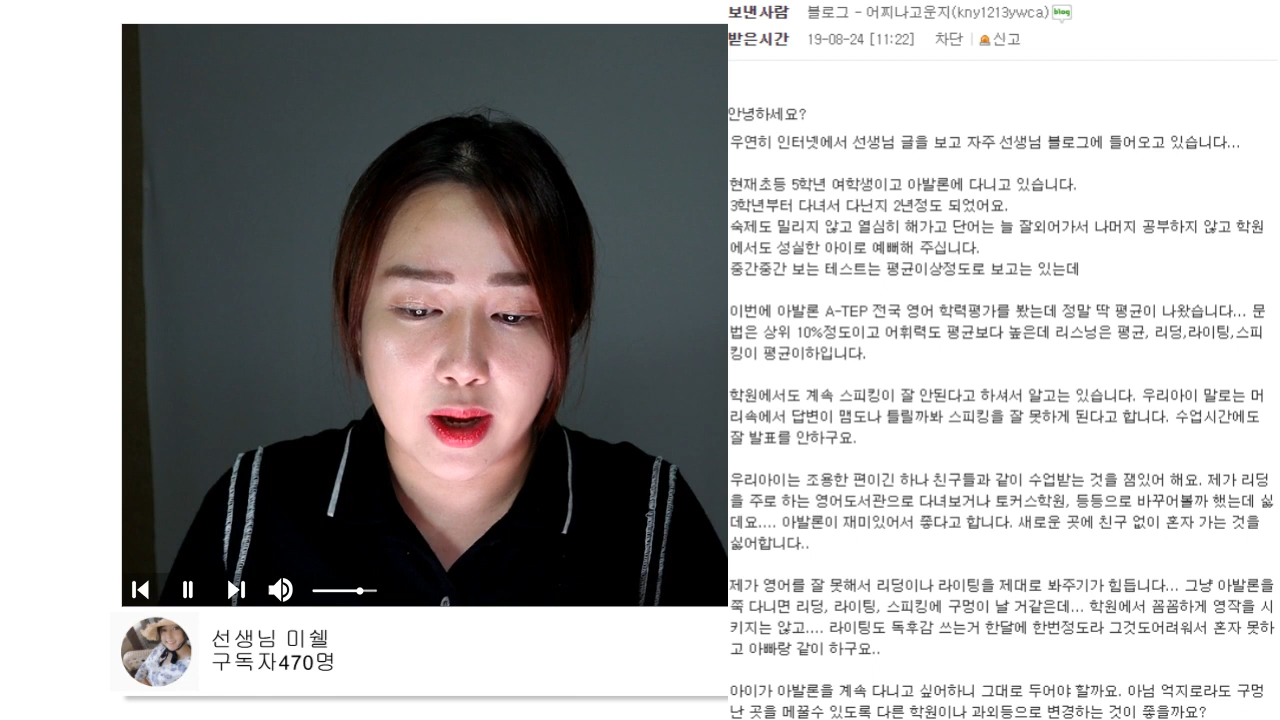 보낸사람 블로그 - 어찌나고운지(kny1213ywca) blog
받은시간 19-08-24 [11:22] 차단 | 신고
안녕하세요?
우연히 인터넷에서 선생님 글을 보고 자주 선생님 블로그에 들어오고 있습니다...
현재초등 5학년 여학생이고 아발론에 다니고 있습니다.
3학년부터 다녀서 다닌지 2년정도 되었어요.
숙제도 밀리지 않고 열심히 해가고 단어는 늘 잘외어가서 나머지 공부하지 않고 학원
에서도 성실한 아이로 예뻐해 주십니다.
중간중간 보는 테스트는 평균이상정도로 보고는 있는데
이번에 아발론 A-TEP 전국 영어 학력평가를 봤는데 정말 딱 평균이 나왔습니다... 문
법은 상위 10%정도이고 어휘력도 평균보다 높은데 리스닝은 평균, 리딩,라이팅,스피
킹이 평균이하입니다.
학원에서도 계속 스피킹이 잘 안된다고 하셔서 알고는 있습니다. 우리아이 말로는 머
리속에서 답변이 맴도나 틀릴까봐 스피킹을 잘 못하게 된다고 합니다. 수업시간에도
잘 발표를 안하구요.
우리아이는 조용한 편이긴 하나 친구들과 같이 수업받는 것을 잼있어 해요. 제가 리딩
을 주로 하는 영어도서관으로 다녀보거나 토커스학원, 등등으로 바꾸어볼까 했는데 싫
데요.... 아발론이 재미있어서 좋다고 합니다. 새로운 곳에 친구 없이 혼자 가는 것을
싫어합니다..
제가 영어를 잘 못해서 리딩이나 라이팅을 제대로 봐주기가 힘듭니다... 그냥 아발론을
쭉 다니면 리딩, 라이팅, 스피킹에 구멍이 날 거같은데... 학원에서 꼼꼼하게 영작을 시
키지는 않고.... 라이팅도 독후감 쓰는거 한달에 한번정도라 그것도어려워서 혼자 못하
고 아빠랑 같이 하구요..
아이가 아발론을 계속 다니고 싶어하니 그대로 두어야 할까요. 아님 억지로라도 구멍
난 곳을 메꿀수 있도록 다른 학원이나 과외등으로 변경하는 것이 좋을까요?
선생님 미쉘
구독자470명